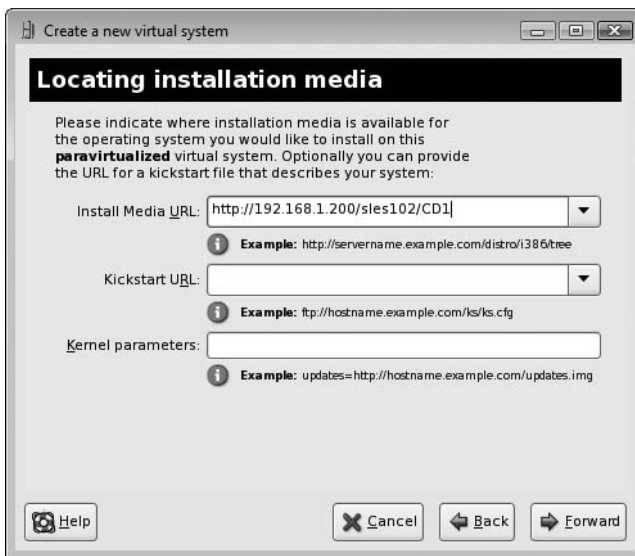 Create a new virtual system
Locating installation media
Please indicate where installation media is available for
the operating system you would like to install on this
paravirtualized virtual system. Optionally you can provide
the URL for a kickstart file that describes your system:
Install Media URL: http://192.168.1.200/sles102/CD1
Example: http://servername.example.com/distro/i386/tree
Kickstart URL:
Example: ftp://hostname.example.com/ks/ks.cfg
Kernel parameters:
Example: updates=http://hostname.example.com/updates.img
Help Cancel Back Forward